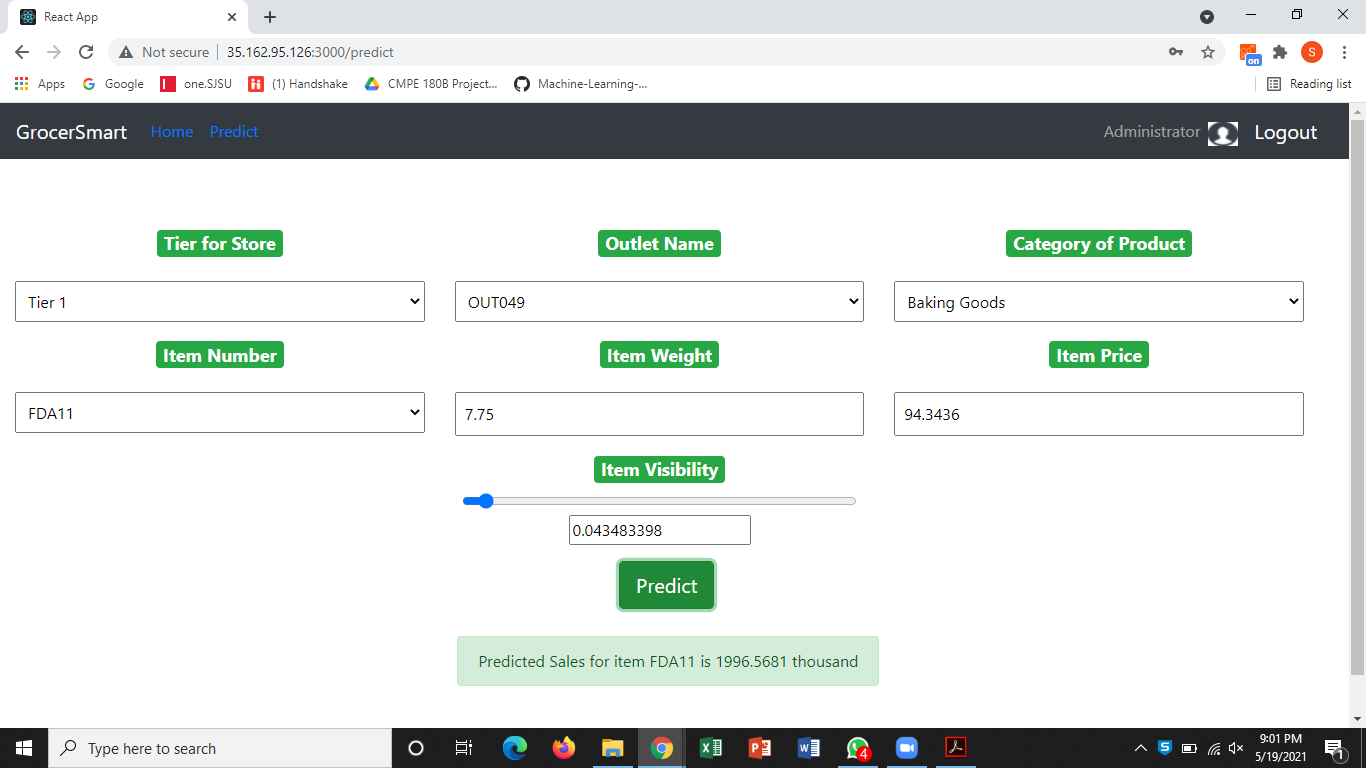 React App
Not secure 35.162.95.126:3000/predict
S
on
Apps Google one.SJSU (1) Handshake CMPE 180B Project... Machine-Learning-... Reading list
GrocerSmart Home Predict Administrator Logout
Tier for Store Outlet Name Category of Product
Tier 1 OUT049 Baking Goods
Item Number Item Weight Item Price
FDA11 7.75 94.3436
Item Visibility
0.043483398
Predict
Predicted Sales for item FDA11 is 1996.5681 thousand
Type here to search
4
9:01 PM
5/19/2021
1